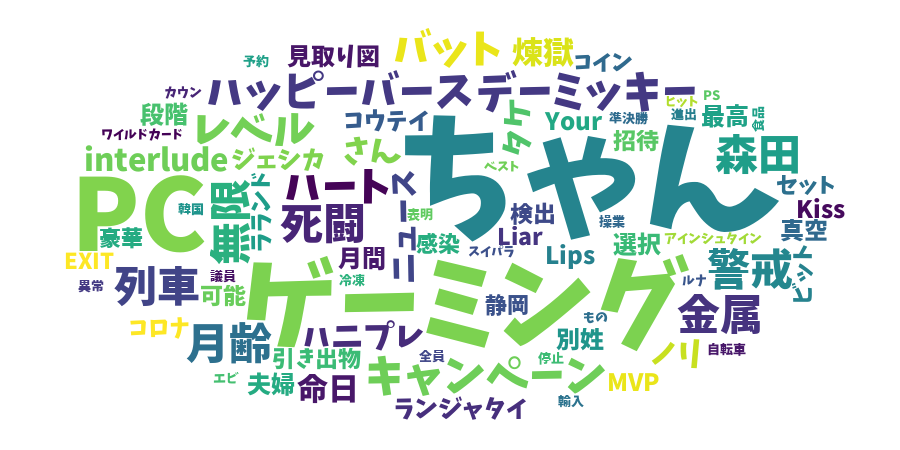 予約
見取り図
バット
煉獄
コイン
カウン
ハッピーバースデーミッキー
PS
ヒット
段階
レベル
コウテイ
タケ
Your
準決勝
進出
最高
食品
ワイルドカード
招待
interlude
ジェシカ
さん
ちゃん
ベスト
森田
PC
無限
ラランド
ハート
リュース
セット
韓国
死闘
表明
検出
操業
Kiss
豪華
感染
Liar
選択
アインシュタイン
真空
EXIT
月間
スイパラ
Lips
警戒
ビット
異常
列車
議員
可能
冷凍
ゲーミング
静岡
ルナ
金属
コロナ
月齢
ハニプレ
もの
別姓
引き出物
全員
停止
ノリ
自転車
エビ
夫婦
命日
キャンペーン
MVP
ランジャタイ
輸入